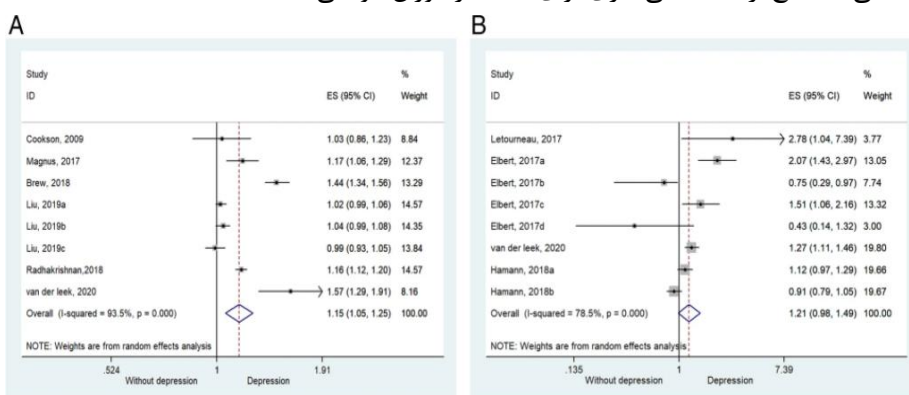 A
Study
%
ID
ES (95% CI)
Weight
Cookson, 2009
1.03 (0.86, 1.23)
8.84
Magnus, 2017
1.17 (1.06, 1.29)
12.37
Brew, 2018
1.44 (1.34, 1.56)
13.29
Liu, 2019a
1.02 (0.99, 1.06)
14.57
Liu, 2019b
1.04 (0.99, 1.08)
14.35
Liu, 2019c
0.99 (0.93, 1.05)
13.84
Radhakrishnan,2018
1.16 (1.12, 1.20)
14.57
van der leek, 2020
1.57 (1.29, 1.91)
8.16
Overall (I-squared = 93.5%, p = 0.000)
1.15 (1.05, 1.25)
100.00
NOTE: Weights are from random effects analysis
.524
1
1.91
Without depression
Depression
B
Study
%
ID
ES (95% CI)
Weight
Letourneau, 2017
2.78 (1.04, 7.39)
3.77
Elbert, 2017a
2.07 (1.43, 2.97)
13.05
Elbert, 2017b
0.75 (0.29, 0.97)
7.74
Elbert, 2017c
1.51 (1.06, 2.16)
13.32
Elbert, 2017d
0.43 (0.14, 1.32)
3.00
van der leek, 2020
1.27 (1.11, 1.46)
19.80
Hamann, 2018a
1.12 (0.97, 1.29)
19.66
Hamann, 2018b
0.91 (0.79, 1.05)
19.67
Overall (I-squared = 78.5%, p = 0.000)
1.21 (0.98, 1.49)
100.00
NOTE: Weights are from random effects analysis
.135
1
7.39
Without depression
Depression